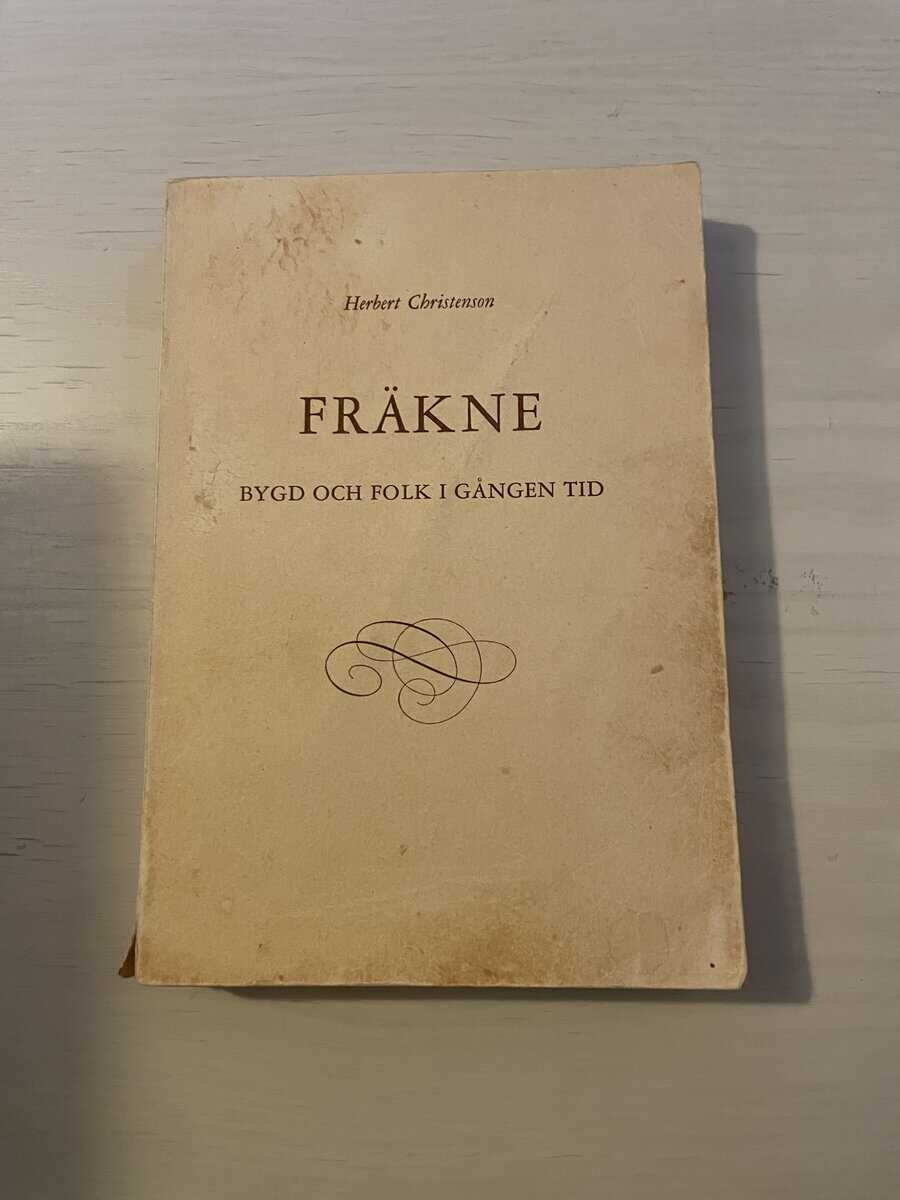 Herbert Christenson
FRÄKNE
BYGD OCH FOLK I GÅNGEN TID